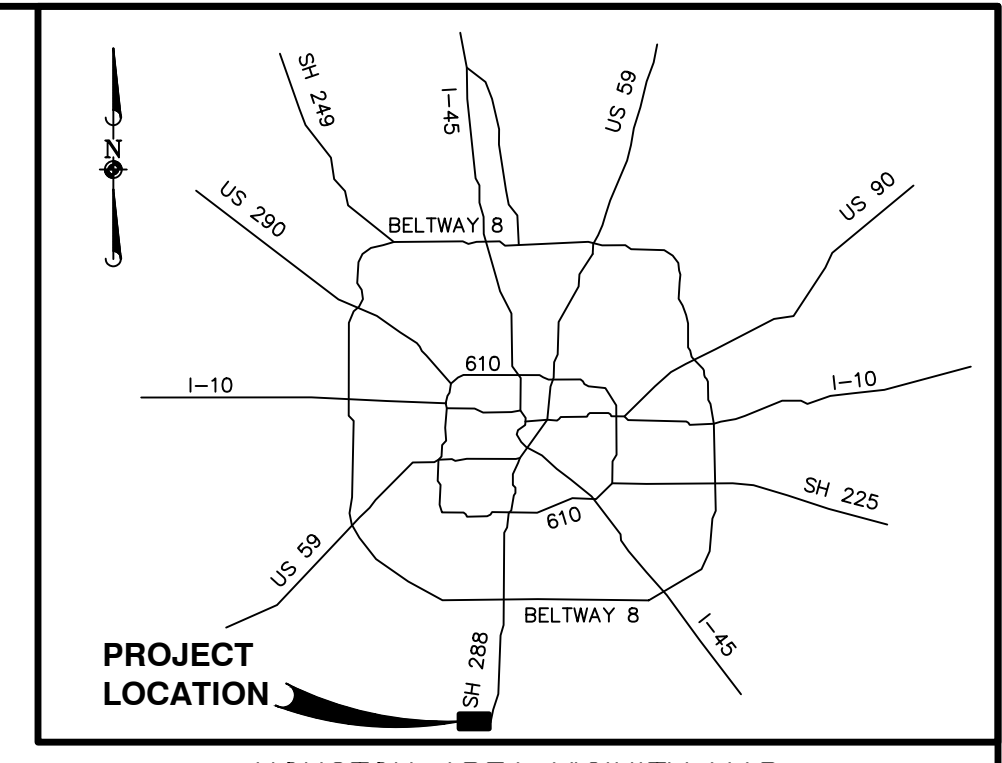 SH 249
I-45
US 59
N
US 290
US 90
BELTWAY 8
610
I-10
I-10
SH 225
610
US 59
BELTWAY 8
I-45
SH 288
PROJECT
LOCATION